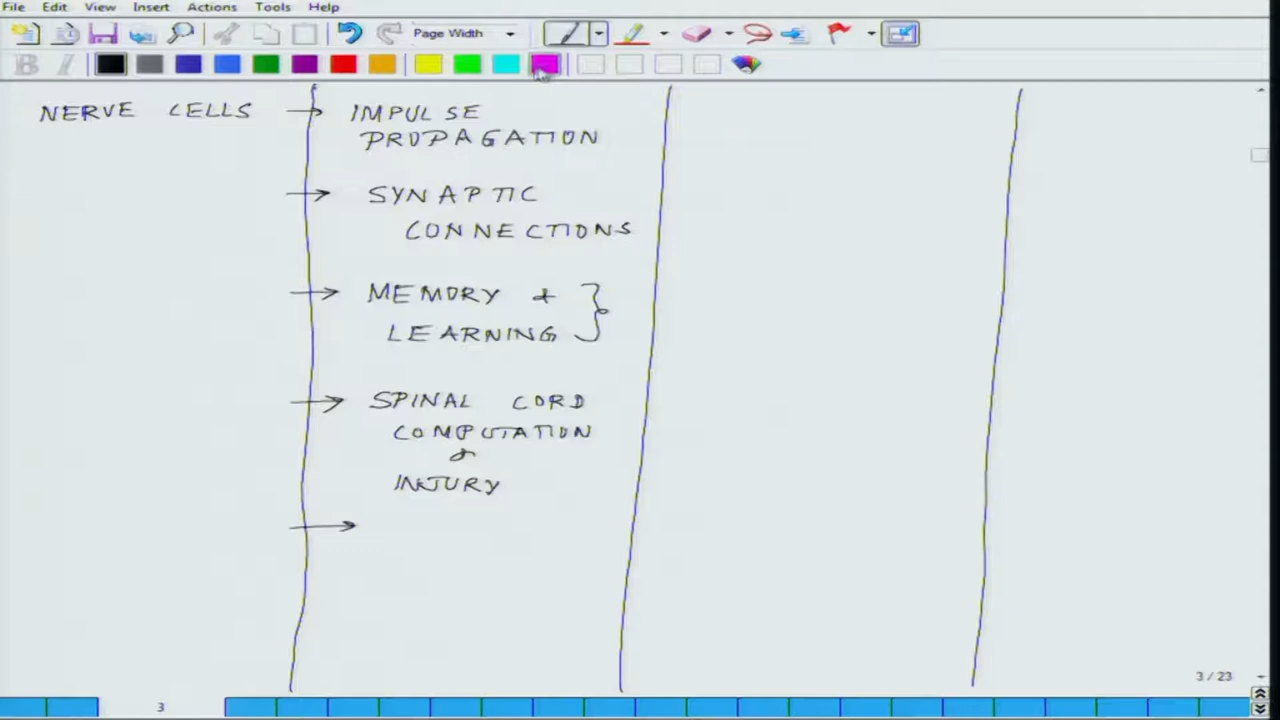 File Edit View Insert Actions Tools Help
Page Width
B I
NERVE CELLS → IMPULSE
PROPAGATION
→ SYNAPTIC
CONNECTIONS
→ MEMORY &
LEARNING
→ SPINAL CORD
COMPUTATION
&
INJURY
→
3 / 23
3